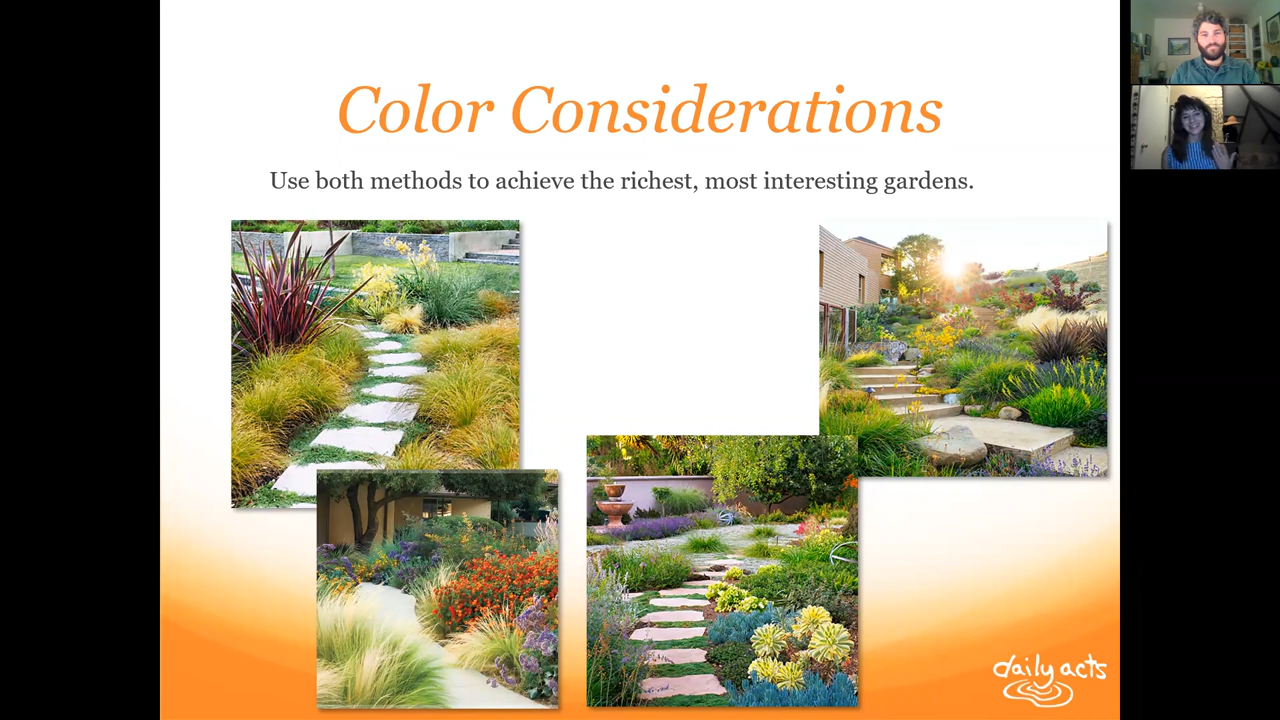 Color Considerations
Use both methods to achieve the richest, most interesting gardens.
daily acts